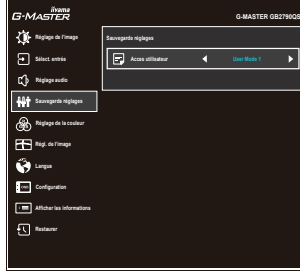 iiyama
G-MASTER
G-MASTER GB2790QS
Réglage de l'image
Sauvegarde réglages
Sélect. entrée
Acces utilisateur
User Mode 1
Réglage audio
Sauvegarde réglages
Réglage de la couleur
Régl. de l'image
Langue
Configuration
Afficher les informations
Restaurer